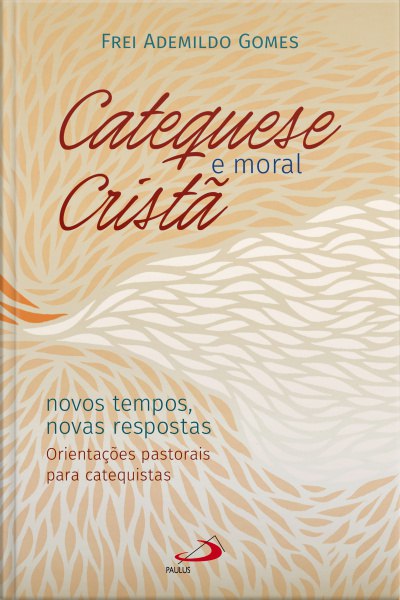 FREI ADEMILDO GOMES
Catequese
e moral
Cristã
novos tempos,
novas respostas
Orientações pastorais
para catequistas
PAULUS